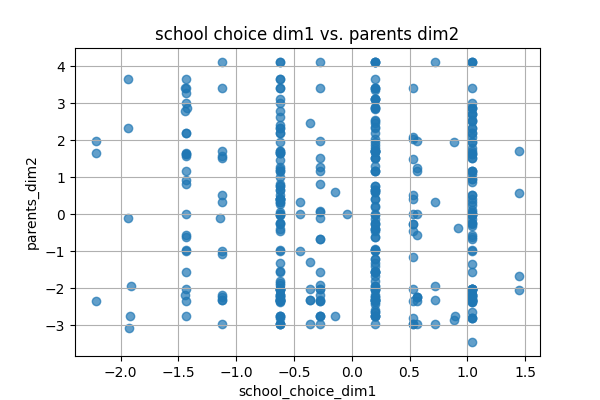 school choice dim1 vs. parents dim2
parents_dim2
4
3
2
1
0
−1
−2
−3
−2.0 −1.5 −1.0 −0.5 0.0 0.5 1.0 1.5
school_choice_dim1